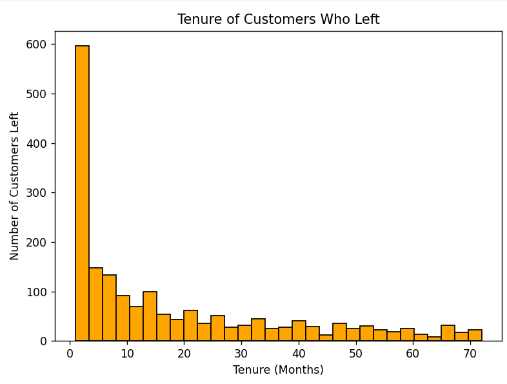 Tenure of Customers Who Left
600
500
400
300
200
100
0
Number of Customers Left
0 10 20 30 40 50 60 70
Tenure (Months)